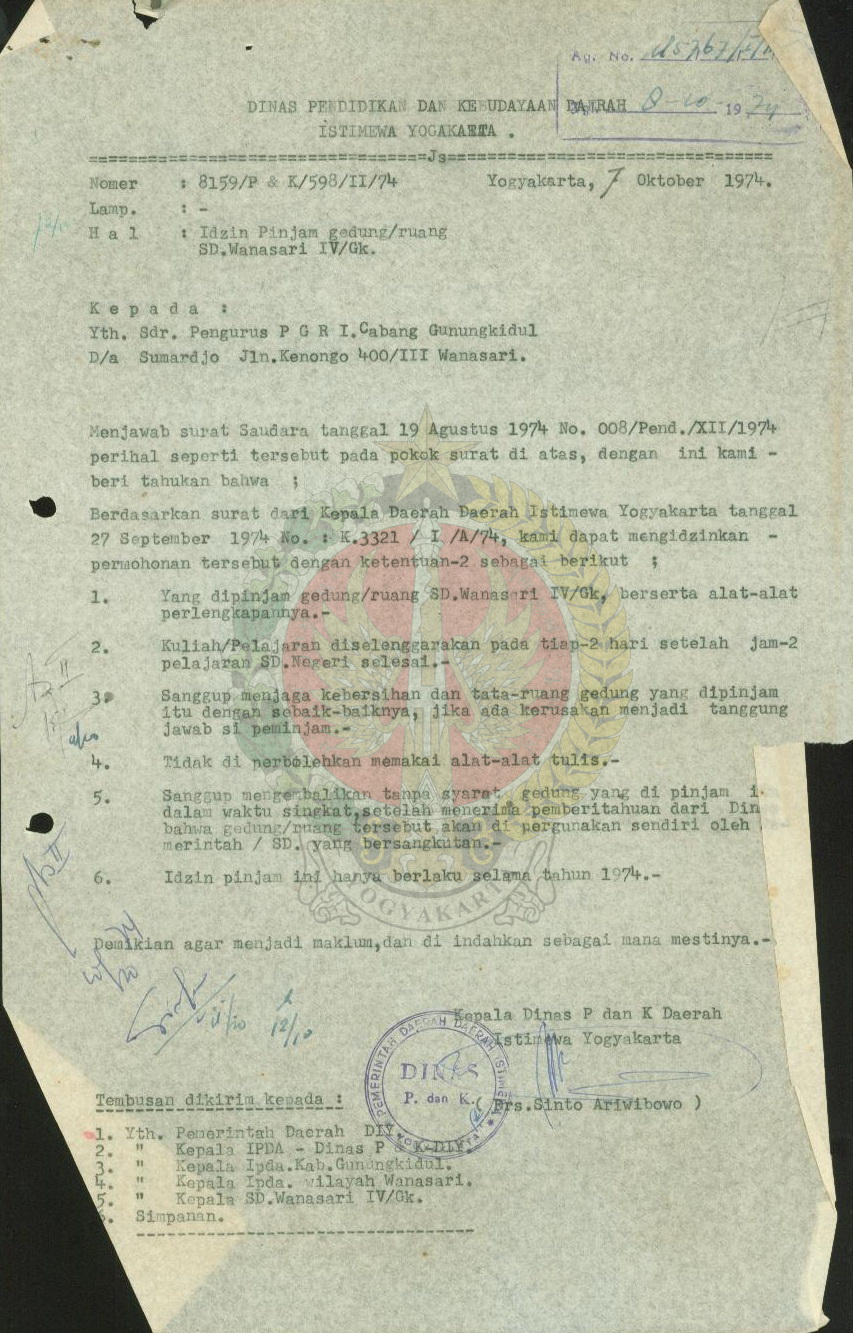 Ag. No.
8-10-1974
DINAS PENDIDIKAN DAN KEBUDAYAAN DAERAH
ISTIMEWA YOGAKARTA .
=================================Js================================
Nomer : 8159/P & K/598/II/74 Yogyakarta, 7 Oktober 1974.
Lamp. : -
H a l : Idzin Pinjam gedung/ruang
SD.Wanasari IV/Gk.
K e p a d a :
Yth. Sdr. Pengurus P G R I.Cabang Gunungkidul
D/a Sumardjo Jln.Kenongo 400/III Wanasari.
Menjawab surat Saudara tanggal 19 Agustus 1974 No. 008/Pend./XII/1974
perihal seperti tersebut pada pokok surat di atas, dengan ini kami -
beri tahukan bahwa ;
Berdasarkan surat dari Kepala Daerah Daerah Istimewa Yogyakarta tanggal
27 September 1974 No. : K.3321 / I /A/74, kami dapat mengidzinkan -
permohonan tersebut dengan ketentuan-2 sebagai berikut ;
1. Yang dipinjam gedung/ruang SD.Wanasari IV/Gk, berserta alat-alat
perlengkapannya.-
2. Kuliah/Pelajaran diselenggarakan pada tiap-2 hari setelah jam-2
pelajaran SD.Negeri selesai.-
3. Sanggup menjaga kebersihan dan tata-ruang gedung yang dipinjam
itu dengan sebaik-baiknya, jika ada kerusakan menjadi tanggung
jawab si peminjam.-
4. Tidak di perbolehkan memakai alat-alat tulis.-
5. Sanggup mengembalikan tanpa syarat gedung yang di pinjam i
dalam waktu singkat,setelah menerima pemberitahuan dari Din
bahwa gedung/ruang tersebut akan di pergunakan sendiri oleh
merintah / SD. yang bersangkutan.-
6. Idzin pinjam ini hanya berlaku selama tahun 1974.-
YOGYAKARTA
Demikian agar menjadi maklum,dan di indahkan sebagai mana mestinya.-
11/10 12/10
Kepala Dinas P dan K Daerah
Istimewa Yogyakarta
PEMERINTAH DAERAH DAERAH ISTIMEWA
DINAS
P. dan K.
( Drs.Sinto Ariwibowo )
Tembusan dikirim kepada :
1. Yth. Pemerintah Daerah DIY.
2. " Kepala IPDA - Dinas P & K-DIY.
3. " Kepala Ipda.Kab.Gunungkidul.
4. " Kepala Ipda. wilayah Wanasari.
5. " Kepala SD.Wanasari IV/Gk.
6. Simpanan.